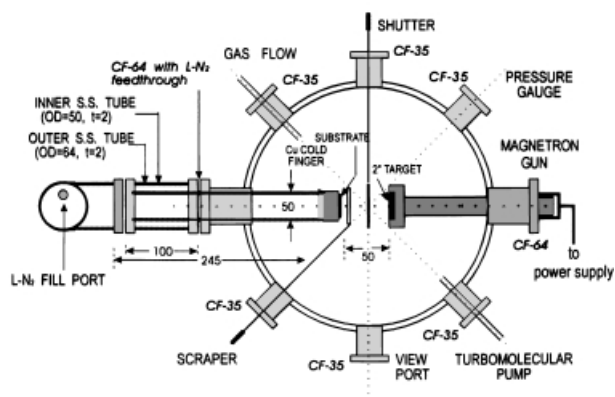 SHUTTER
GAS FLOW
CF-35
CF-35
CF-35
PRESSURE
GAUGE
CF-64 with L-N₂
feedthrough
INNER S.S. TUBE
(OD=50, t=2)
OUTER S.S. TUBE
(OD=64, t=2)
SUBSTRATE
Cu COLD
FINGER
2" TARGET
MAGNETRON
GUN
50
CF-64
100
245
50
to
power supply
L-N₂ FILL PORT
CF-35
CF-35
SCRAPER
CF-35
VIEW
PORT
TURBOMOLECULAR
PUMP